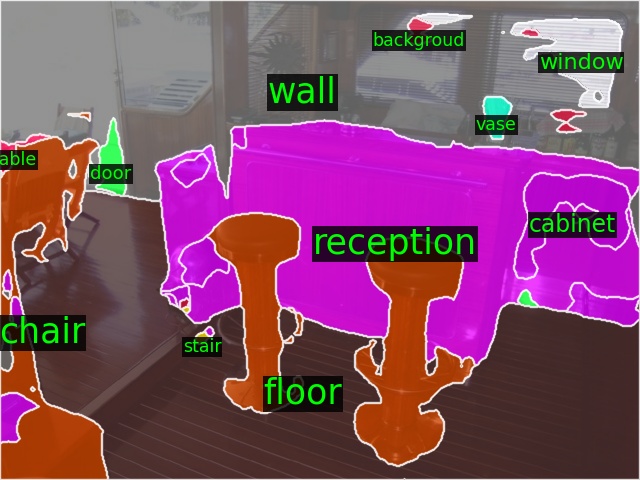 backgroud
window
wall
vase
able
door
cabinet
reception
chair
stair
floor